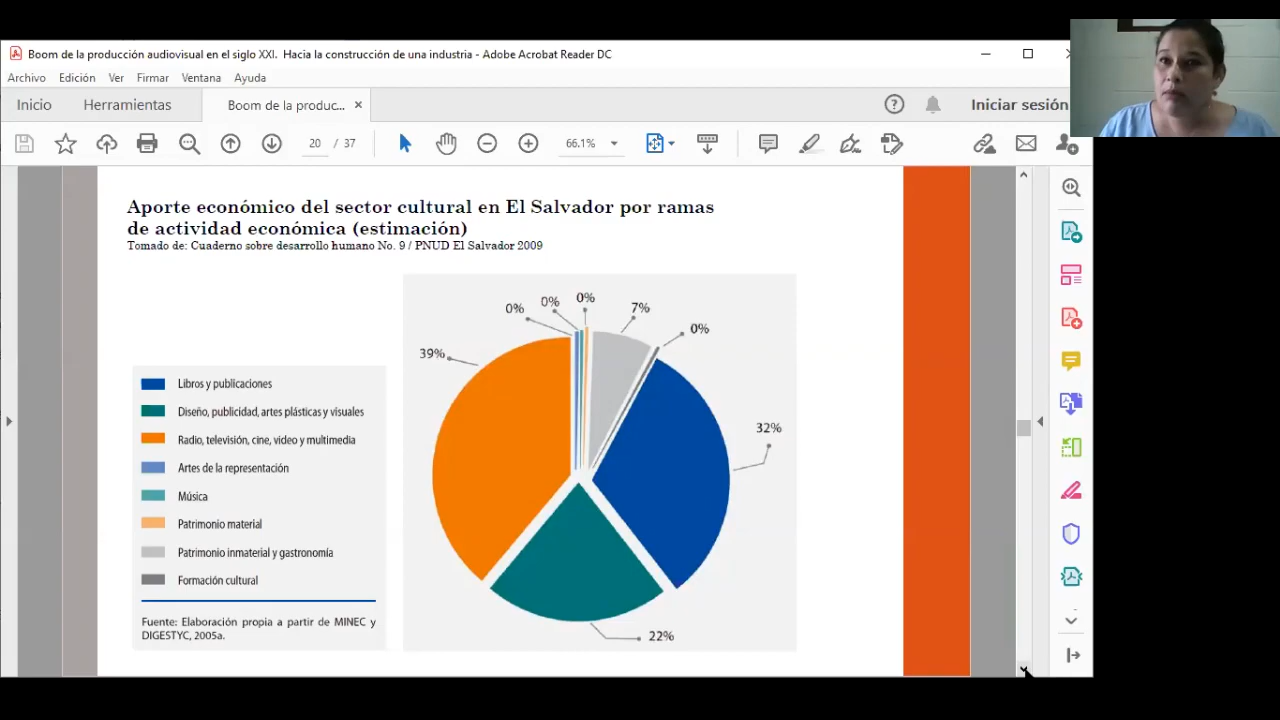 Boom de la producción audiovisual en el siglo XXI. Hacia la construcción de una industria - Adobe Acrobat Reader DC
Archivo Edición Ver Firmar Ventana Ayuda
Inicio Herramientas Boom de la produc... Iniciar sesión
20 / 37 66.1%
Aporte económico del sector cultural en El Salvador por ramas
de actividad económica (estimación)
Tomado de: Cuaderno sobre desarrollo humano No. 9 / PNUD El Salvador 2009
0% 0% 0% 7% 0%
39%
32%
22%
Libros y publicaciones
Diseño, publicidad, artes plásticas y visuales
Radio, televisión, cine, video y multimedia
Artes de la representación
Música
Patrimonio material
Patrimonio inmaterial y gastronomía
Formación cultural
Fuente: Elaboración propia a partir de MINEC y
DIGESTYC, 2005a.